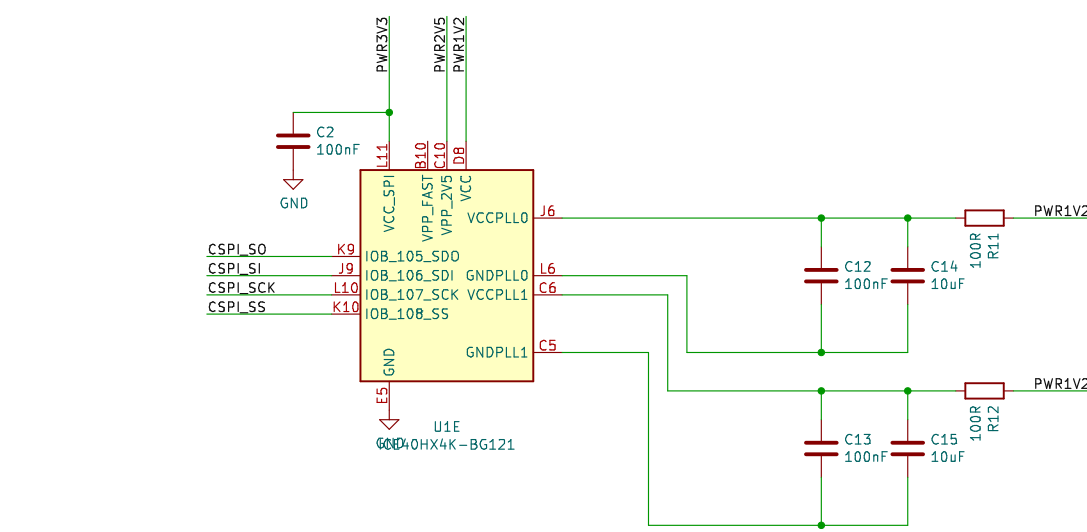 PWR3V3
PWR2V5
PWR1V2
C2
100nF
GND
L11
B10
C10
D8
VCC_SPI
VPP_FAST
VPP_2V5
VCC
VCCPLL0
J6
PWR1V2
100R
R11
CSPI_SO
K9
IOB_105_SDO
CSPI_SI
J9
IOB_106_SDI
GNDPLL0
L6
C12
100nF
C14
10uF
CSPI_SCK
L10
IOB_107_SCK
VCCPLL1
C6
CSPI_SS
K10
IOB_108_SS
GNDPLL1
C5
GND
E5
PWR1V2
100R
R12
U1E
GND
ICE40HX4K-BG121
C13
100nF
C15
10uF